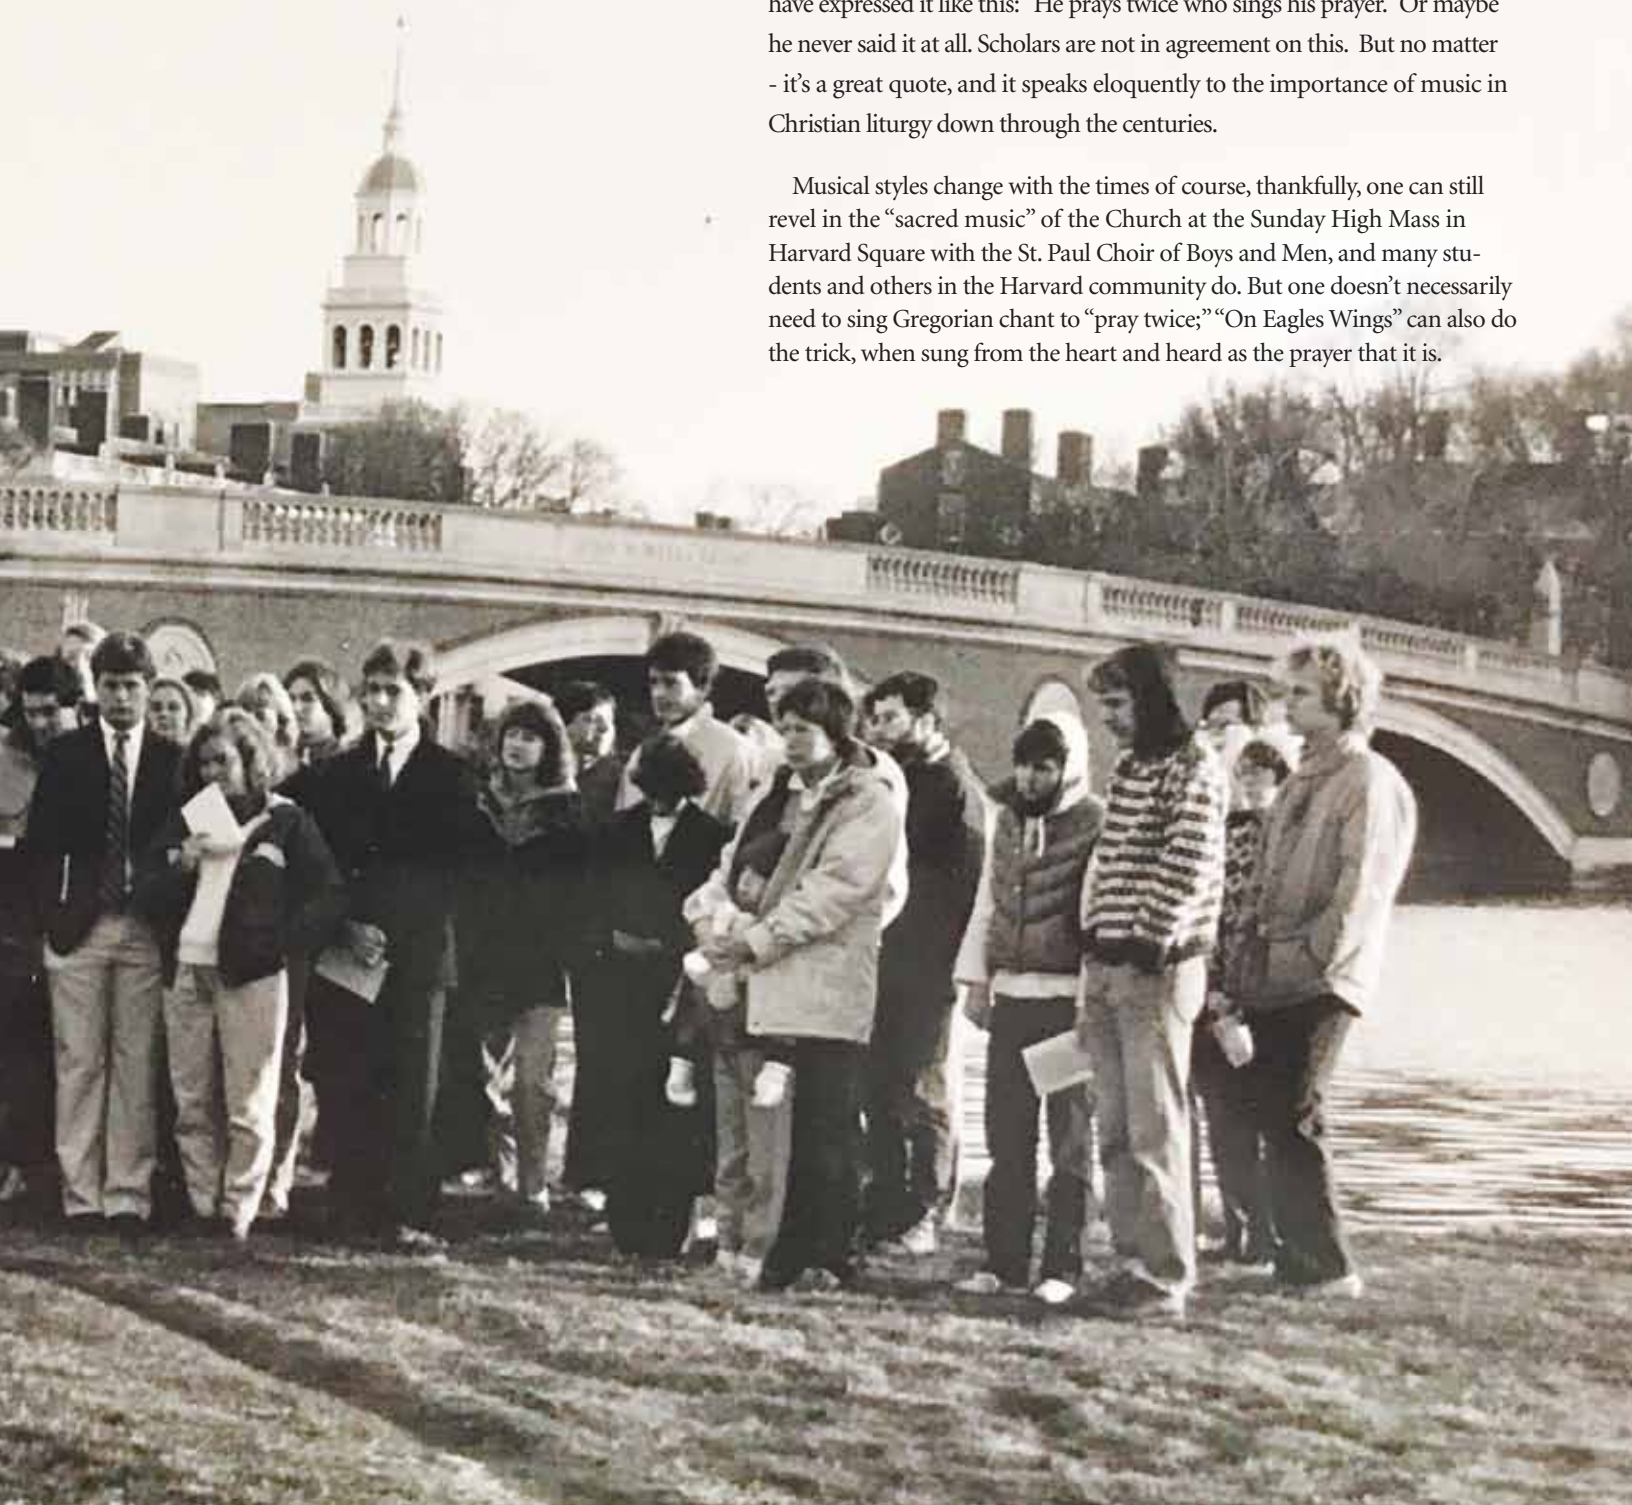 have expressed it like this: "He prays twice who sings his prayer." Or maybe
he never said it at all. Scholars are not in agreement on this. But no matter
- it's a great quote, and it speaks eloquently to the importance of music in
Christian liturgy down through the centuries.
Musical styles change with the times of course, thankfully, one can still
revel in the “sacred music” of the Church at the Sunday High Mass in
Harvard Square with the St. Paul Choir of Boys and Men, and many stu-
dents and others in the Harvard community do. But one doesn’t necessarily
need to sing Gregorian chant to “pray twice;” “On Eagles Wings” can also do
the trick, when sung from the heart and heard as the prayer that it is.